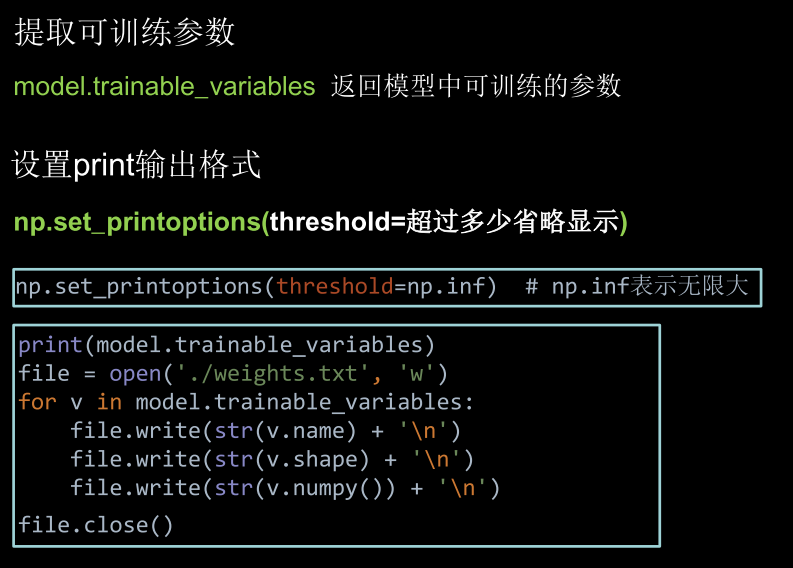 提取可训练参数
model.trainable_variables 返回模型中可训练的参数
设置print输出格式
np.set_printoptions(threshold=超过多少省略显示)
np.set_printoptions(threshold=np.inf)  # np.inf表示无限大
print(model.trainable_variables)
file = open('./weights.txt', 'w')
for v in model.trainable_variables:
    file.write(str(v.name) + '\n')
    file.write(str(v.shape) + '\n')
    file.write(str(v.numpy()) + '\n')
file.close()